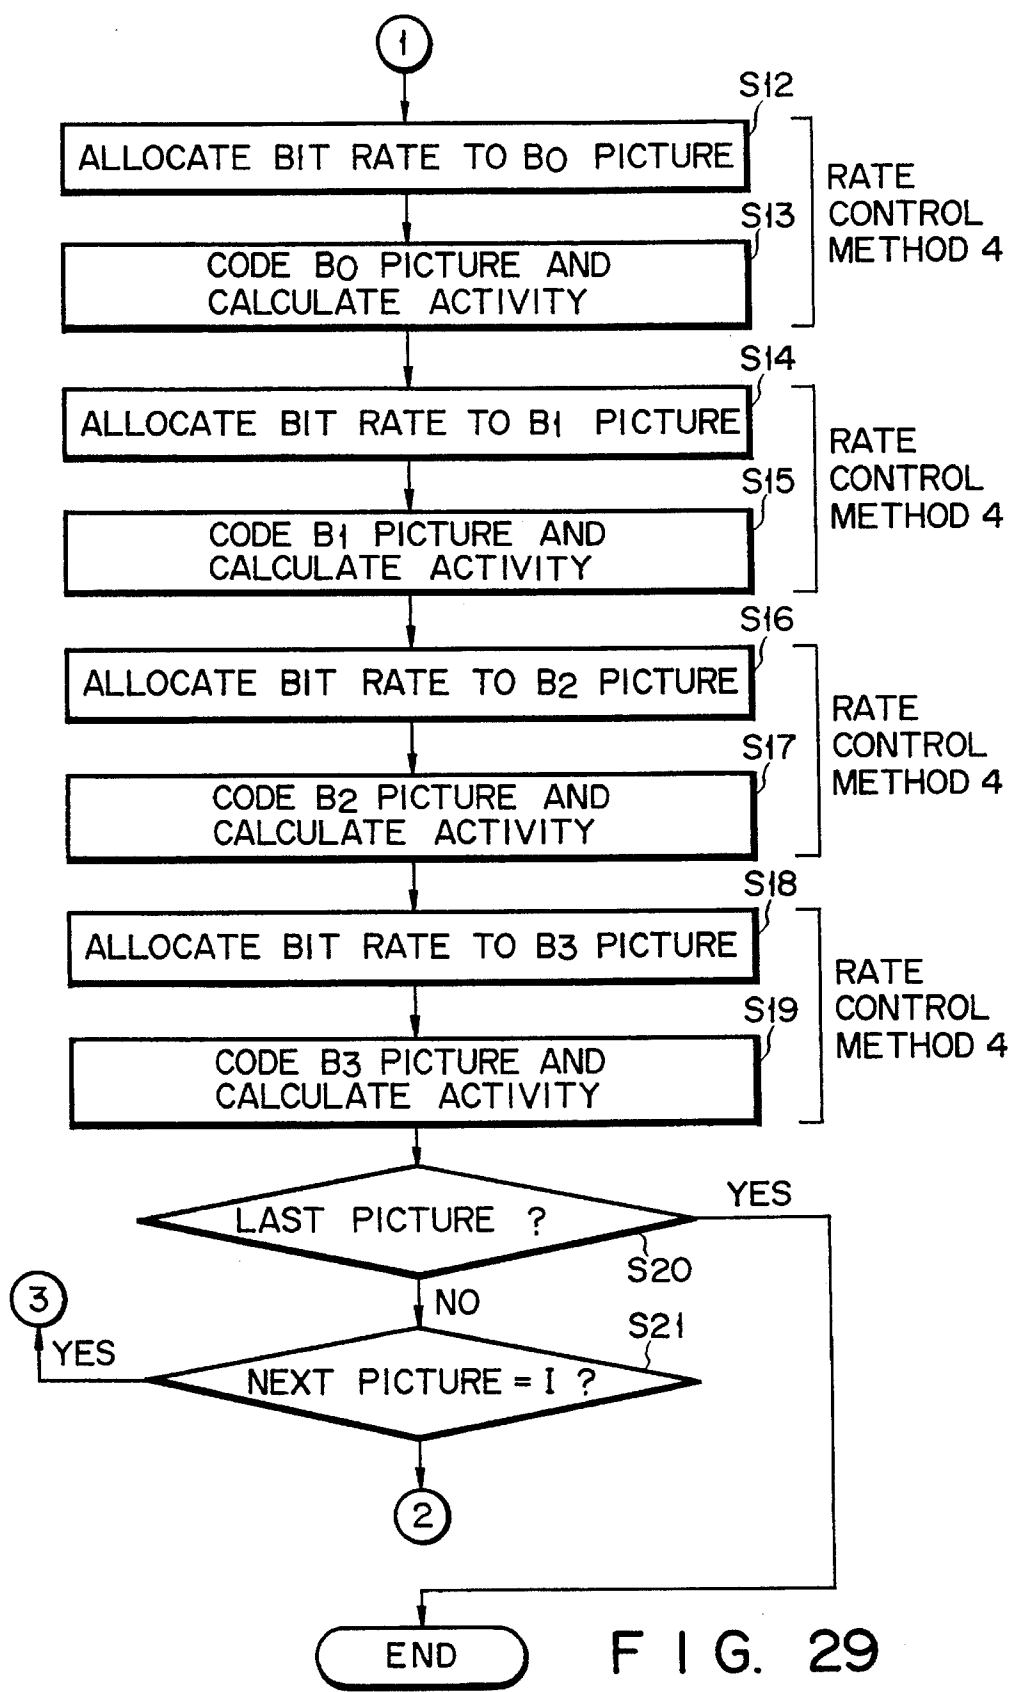 1
S12
ALLOCATE BIT RATE TO B0 PICTURE
RATE
CONTROL
METHOD 4
S13
CODE B0 PICTURE AND
CALCULATE ACTIVITY
S14
ALLOCATE BIT RATE TO B1 PICTURE
RATE
CONTROL
METHOD 4
S15
CODE B1 PICTURE AND
CALCULATE ACTIVITY
S16
ALLOCATE BIT RATE TO B2 PICTURE
RATE
CONTROL
METHOD 4
S17
CODE B2 PICTURE AND
CALCULATE ACTIVITY
S18
ALLOCATE BIT RATE TO B3 PICTURE
RATE
CONTROL
METHOD 4
S19
CODE B3 PICTURE AND
CALCULATE ACTIVITY
YES
LAST PICTURE ?
S20
3
NO
S21
YES
NEXT PICTURE = I ?
2
END
FIG. 29